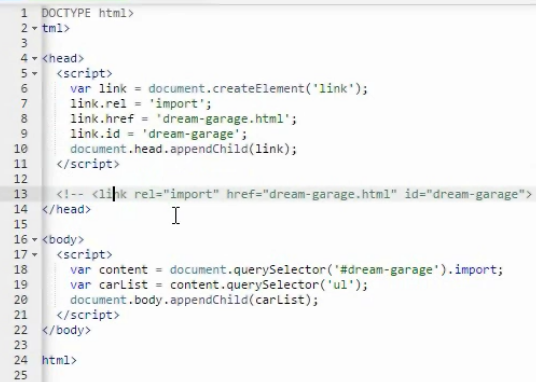 1 DOCTYPE html>
2 tml>
3
4 <head>
5 <script>
6 var link = document.createElement('link');
7 link.rel = 'import';
8 link.href = 'dream-garage.html';
9 link.id = 'dream-garage';
10 document.head.appendChild(link);
11 </script>
12
13 <!-- <link rel="import" href="dream-garage.html" id="dream-garage">
14 </head>
15
16 <body>
17 <script>
18 var content = document.querySelector('#dream-garage').import;
19 var carList = content.querySelector('ul');
20 document.body.appendChild(carList);
21 </script>
22 </body>
23
24 html>
25